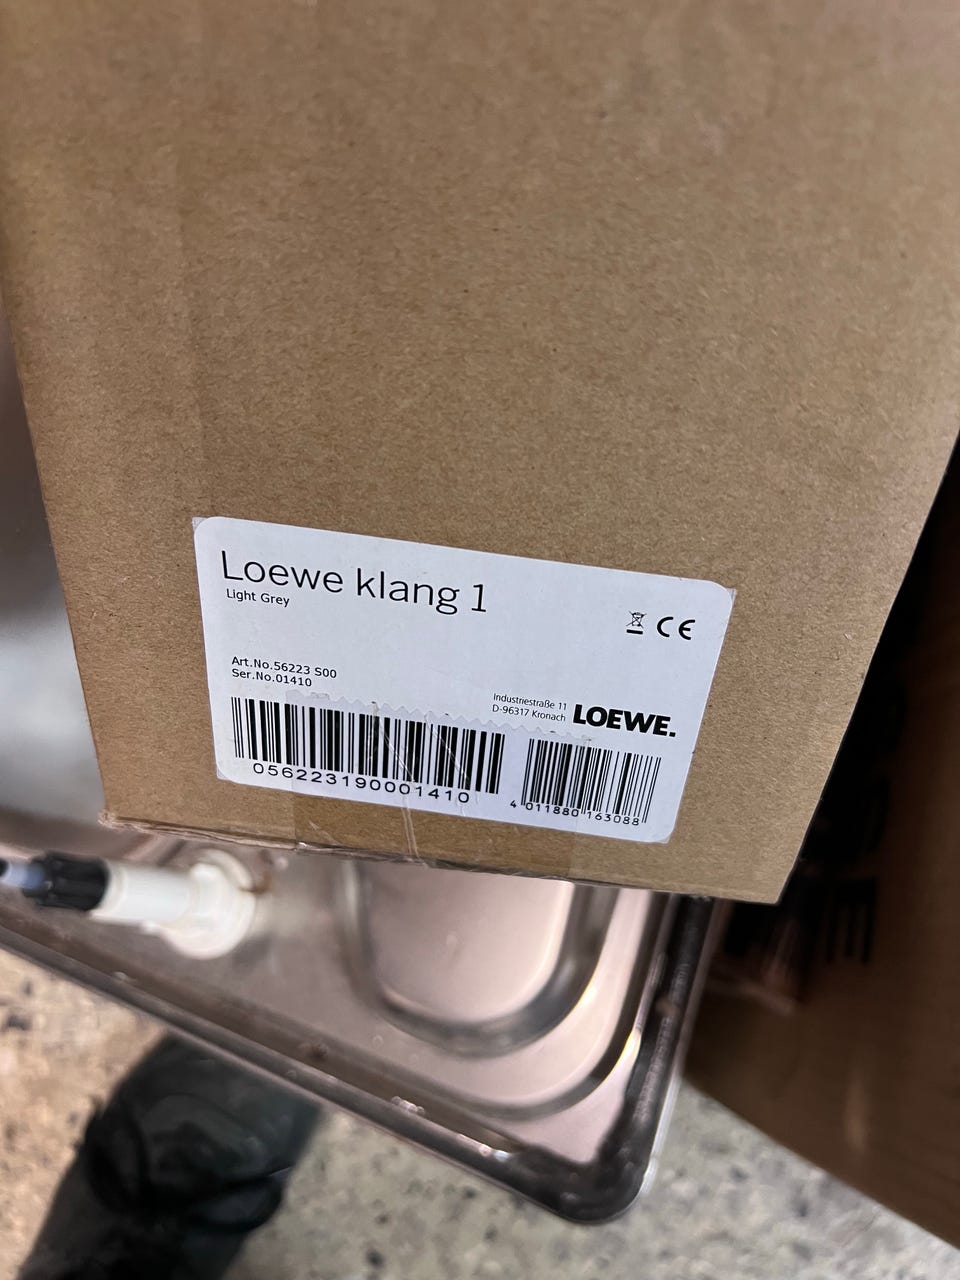 Loewe klang 1
Light Grey
CE
Art.No.56223 S00
Ser.No.01410
Industriestraße 11
D-96317 Kronach
LOEWE.
056223190001410
4 011880 163088